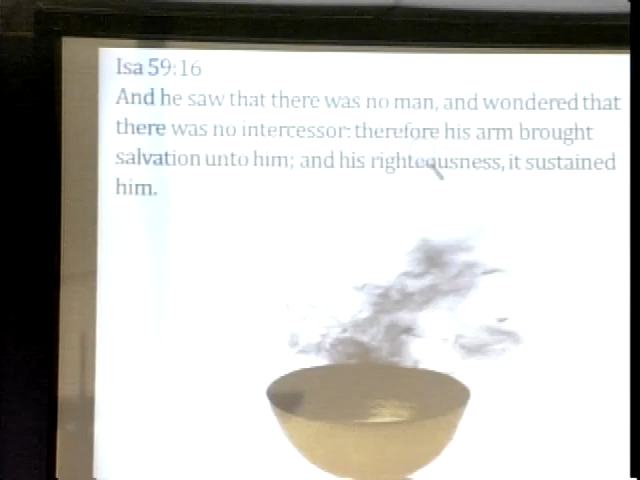 Isa 59:16
And he saw that there was no man, and wondered that
there was no intercessor: therefore his arm brought
salvation unto him; and his righteousness, it sustained
him.